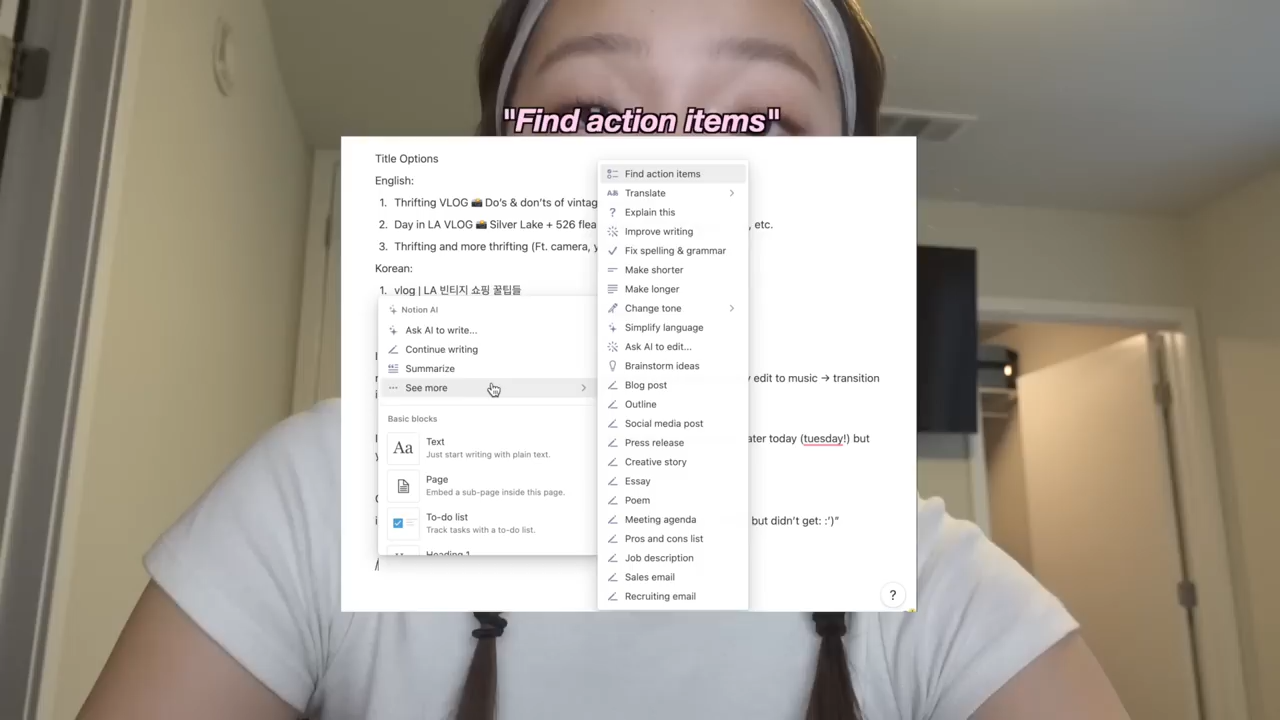 "Find action items"
Title Options
English:
1. Thrifting VLOG 📸 Do's & don'ts of vintag
2. Day in LA VLOG 📸 Silver Lake + 526 flea
, etc.
3. Thrifting and more thrifting (Ft. camera, y
Korean:
1. vlog | LA 빈티지 쇼핑 꿀팁들
edit to music → transition
ater today (tuesday!) but
but didn't get: :')"
/
Notion AI
Ask AI to write...
Continue writing
Summarize
See more
Basic blocks
Aa
Text
Just start writing with plain text.
Page
Embed a sub-page inside this page.
To-do list
Track tasks with a to-do list.
Heading 1
Find action items
Translate
Explain this
Improve writing
Fix spelling & grammar
Make shorter
Make longer
Change tone
Simplify language
Ask AI to edit...
Brainstorm ideas
Blog post
Outline
Social media post
Press release
Creative story
Essay
Poem
Meeting agenda
Pros and cons list
Job description
Sales email
Recruiting email
?